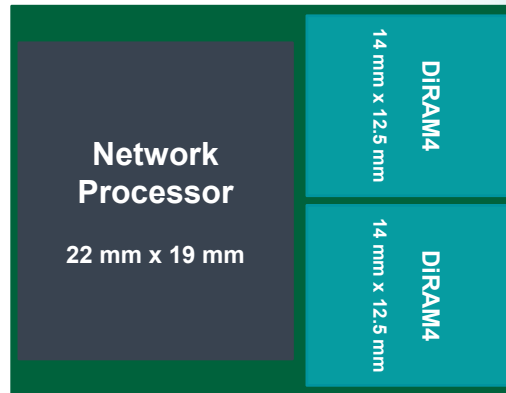 Network
Processor
22 mm x 19 mm
DiRAM4
14 mm x 12.5 mm
DiRAM4
14 mm x 12.5 mm